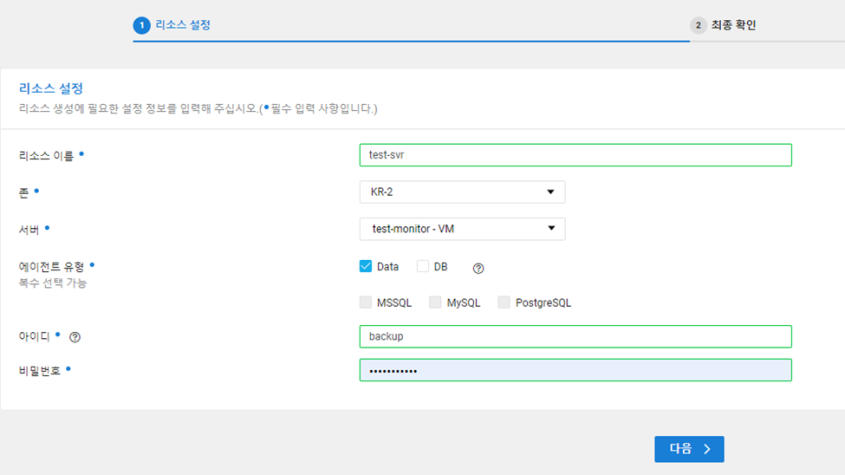 1 리소스 설정
2 최종 확인
리소스 설정
리소스 생성에 필요한 설정 정보를 입력해 주십시오.(• 필수 입력 사항입니다.)
리소스 이름 • test-svr
존 • KR-2
서버 • test-monitor - VM
에이전트 유형 • Data DB ?
복수 선택 가능
MSSQL MySQL PostgreSQL
아이디 • ? backup
비밀번호 • •••••••••••
다음 >